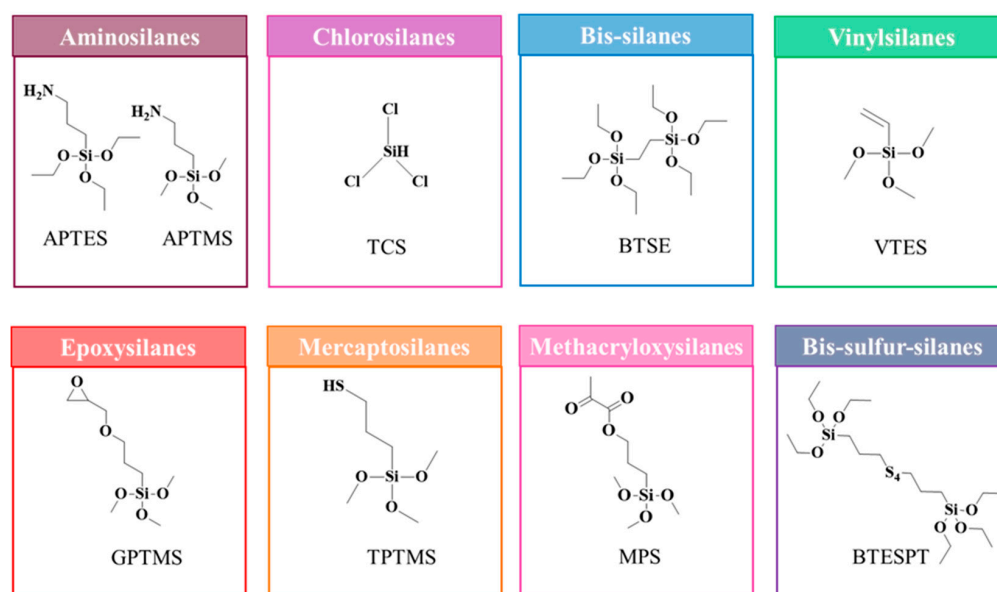 Aminosilanes
H₂N
H₂N
O-Si-O
O
O-Si-O
O
APTES
APTMS
Chlorosilanes
Cl
SiH
Cl
Cl
TCS
Bis-silanes
O
O
Si-O
O-Si
O
O
BTSE
Vinylsilanes
Si
O
O
O
VTES
Epoxysilanes
O
O
O-Si-O
O
GPTMS
Mercaptosilanes
HS
O-Si-O
O
TPTMS
Methacryloxysilanes
O
O
O
O-Si-O
O
MPS
Bis-sulfur-silanes
O
O
Si
O
S₄
Si-O
O
O
BTESPT